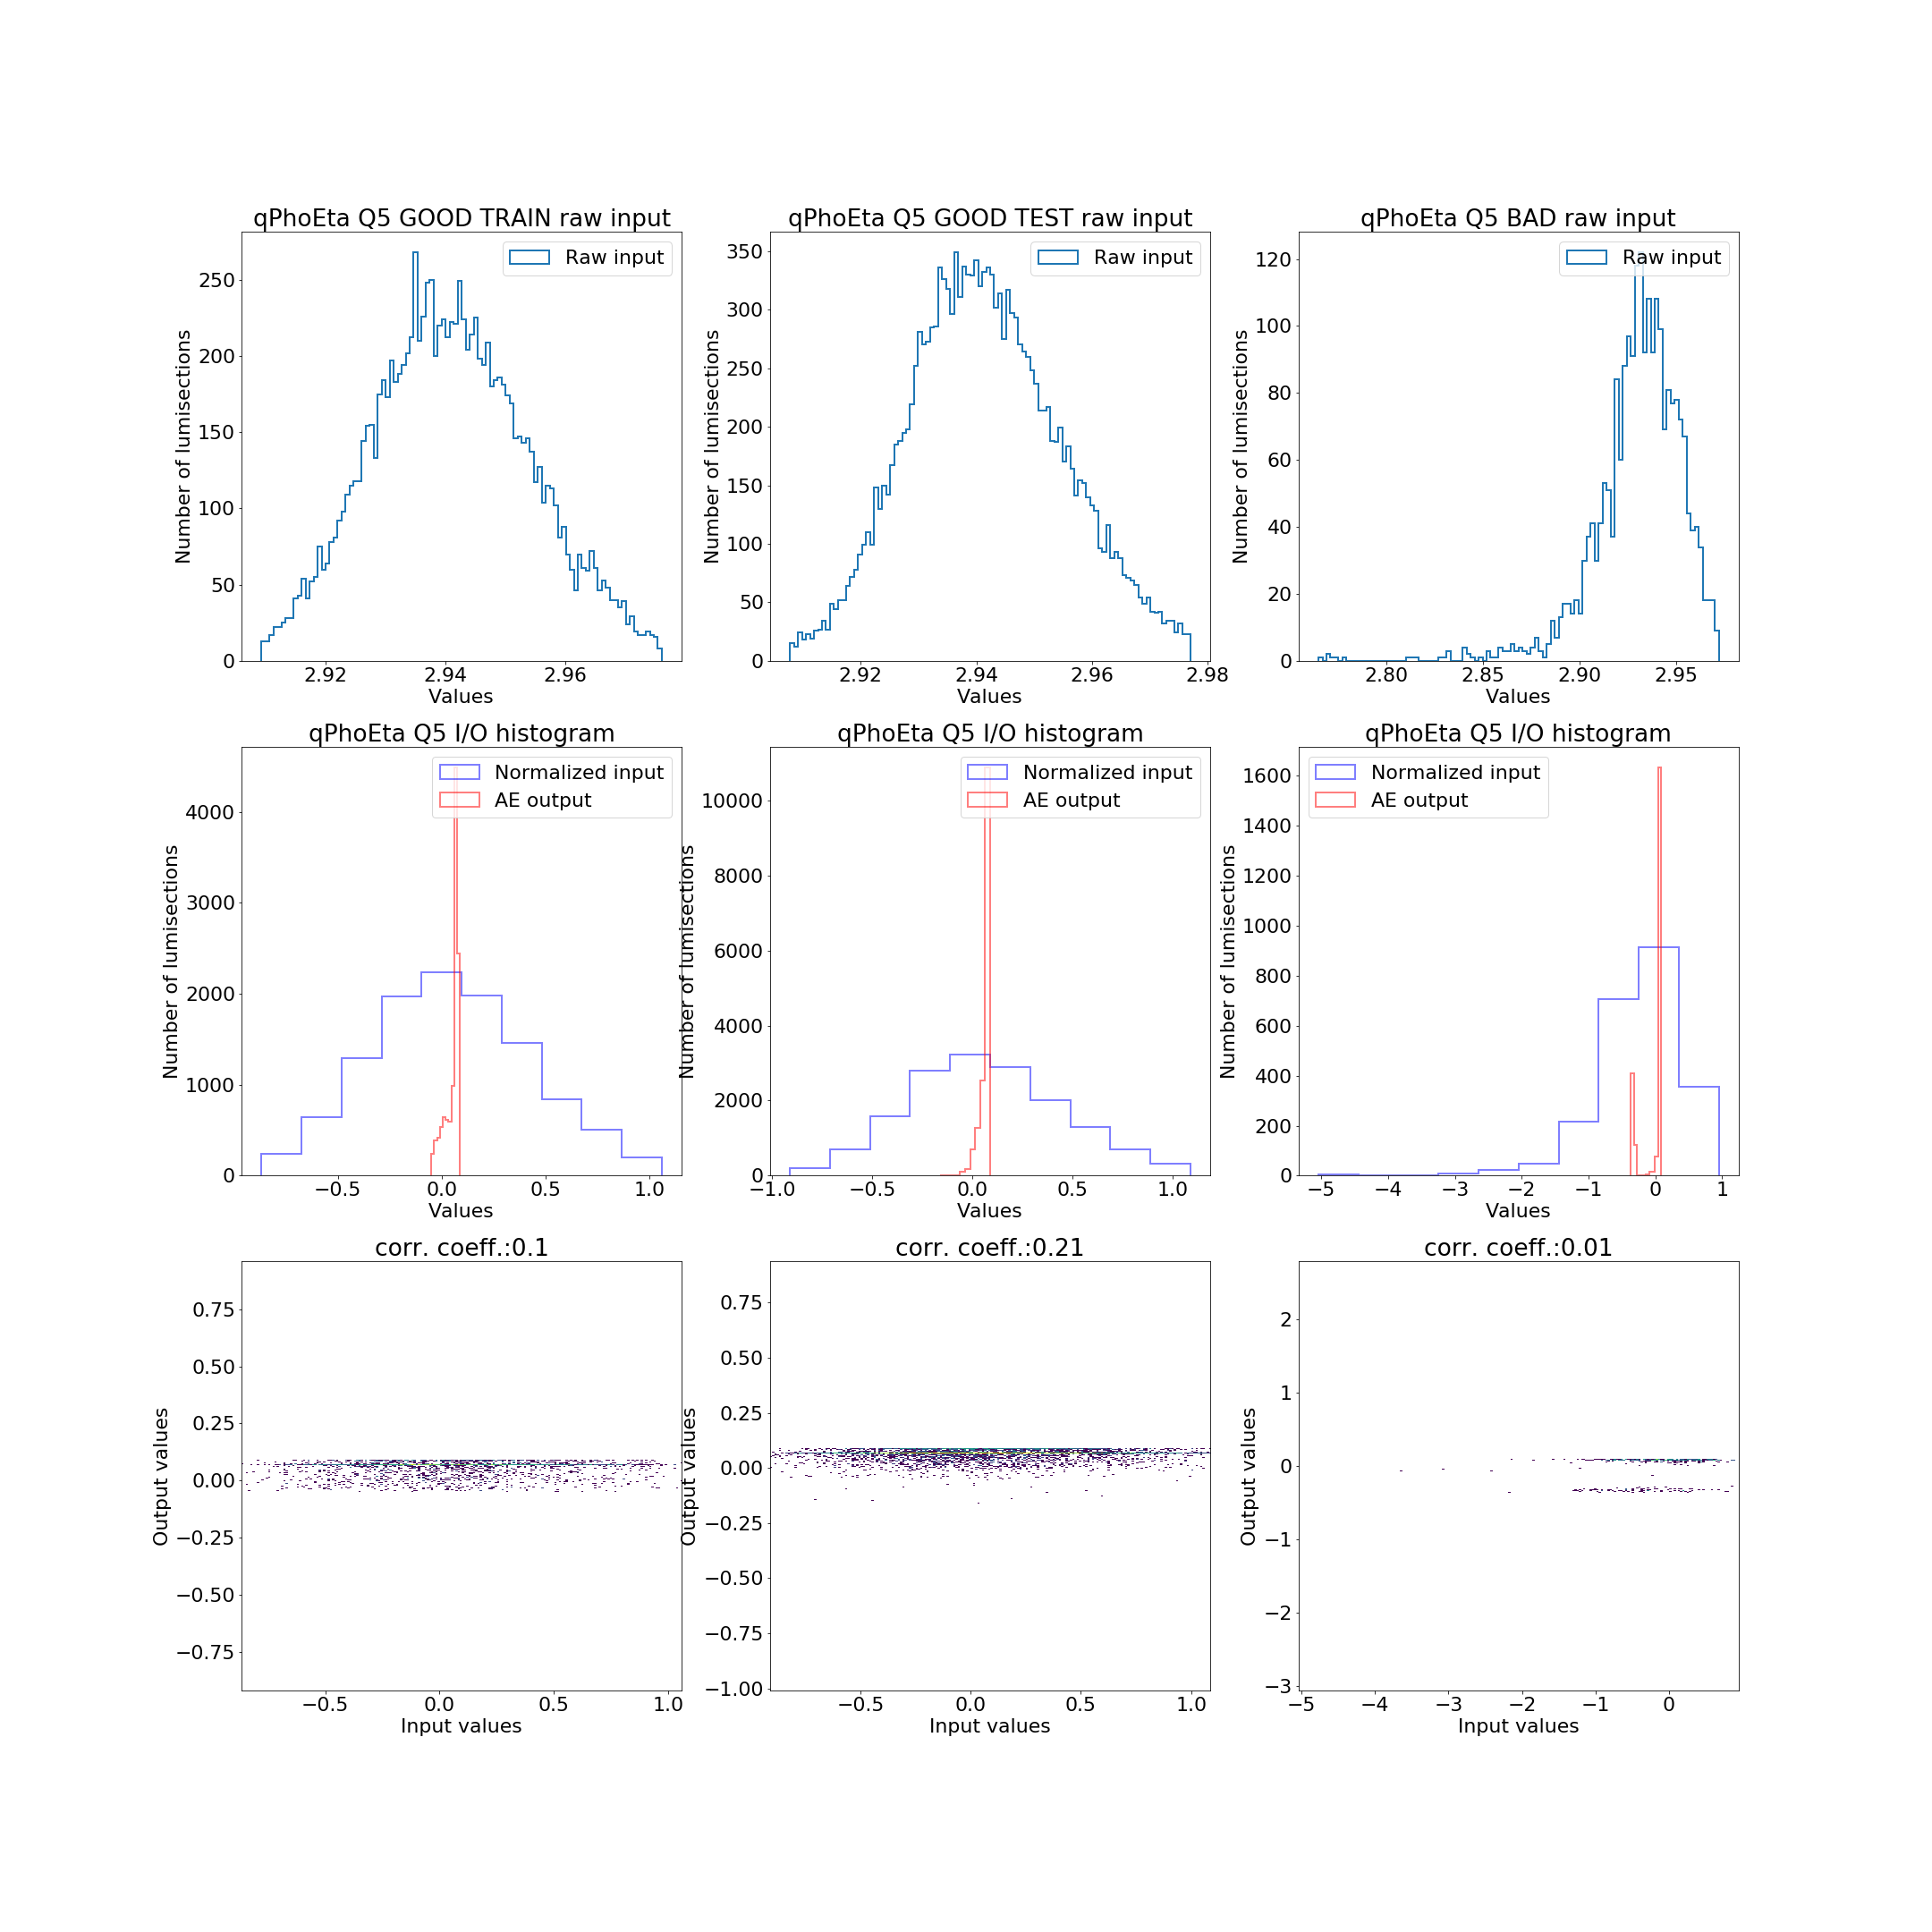 qPhoEta Q5 GOOD TRAIN raw input
Raw input
Number of lumisections
250
200
150
100
50
0
2.92 2.94 2.96
Values
qPhoEta Q5 GOOD TEST raw input
Raw input
Number of lumisections
350
300
250
200
150
100
50
0
2.92 2.94 2.96 2.98
Values
qPhoEta Q5 BAD raw input
Raw input
Number of lumisections
120
100
80
60
40
20
0
2.80 2.85 2.90 2.95
Values
qPhoEta Q5 I/O histogram
Normalized input
AE output
Number of lumisections
4000
3000
2000
1000
0
−0.5 0.0 0.5 1.0
Values
qPhoEta Q5 I/O histogram
Normalized input
AE output
Number of lumisections
10000
8000
6000
4000
2000
0
−1.0 −0.5 0.0 0.5 1.0
Values
qPhoEta Q5 I/O histogram
Normalized input
AE output
Number of lumisections
1600
1400
1200
1000
800
600
400
200
0
−5 −4 −3 −2 −1 0 1
Values
corr. coeff.:0.1
Output values
0.75
0.50
0.25
0.00
−0.25
−0.50
−0.75
−0.5 0.0 0.5 1.0
Input values
corr. coeff.:0.21
Output values
0.75
0.50
0.25
0.00
−0.25
−0.50
−0.75
−1.00
−0.5 0.0 0.5 1.0
Input values
corr. coeff.:0.01
Output values
2
1
0
−1
−2
−3
−5 −4 −3 −2 −1 0
Input values